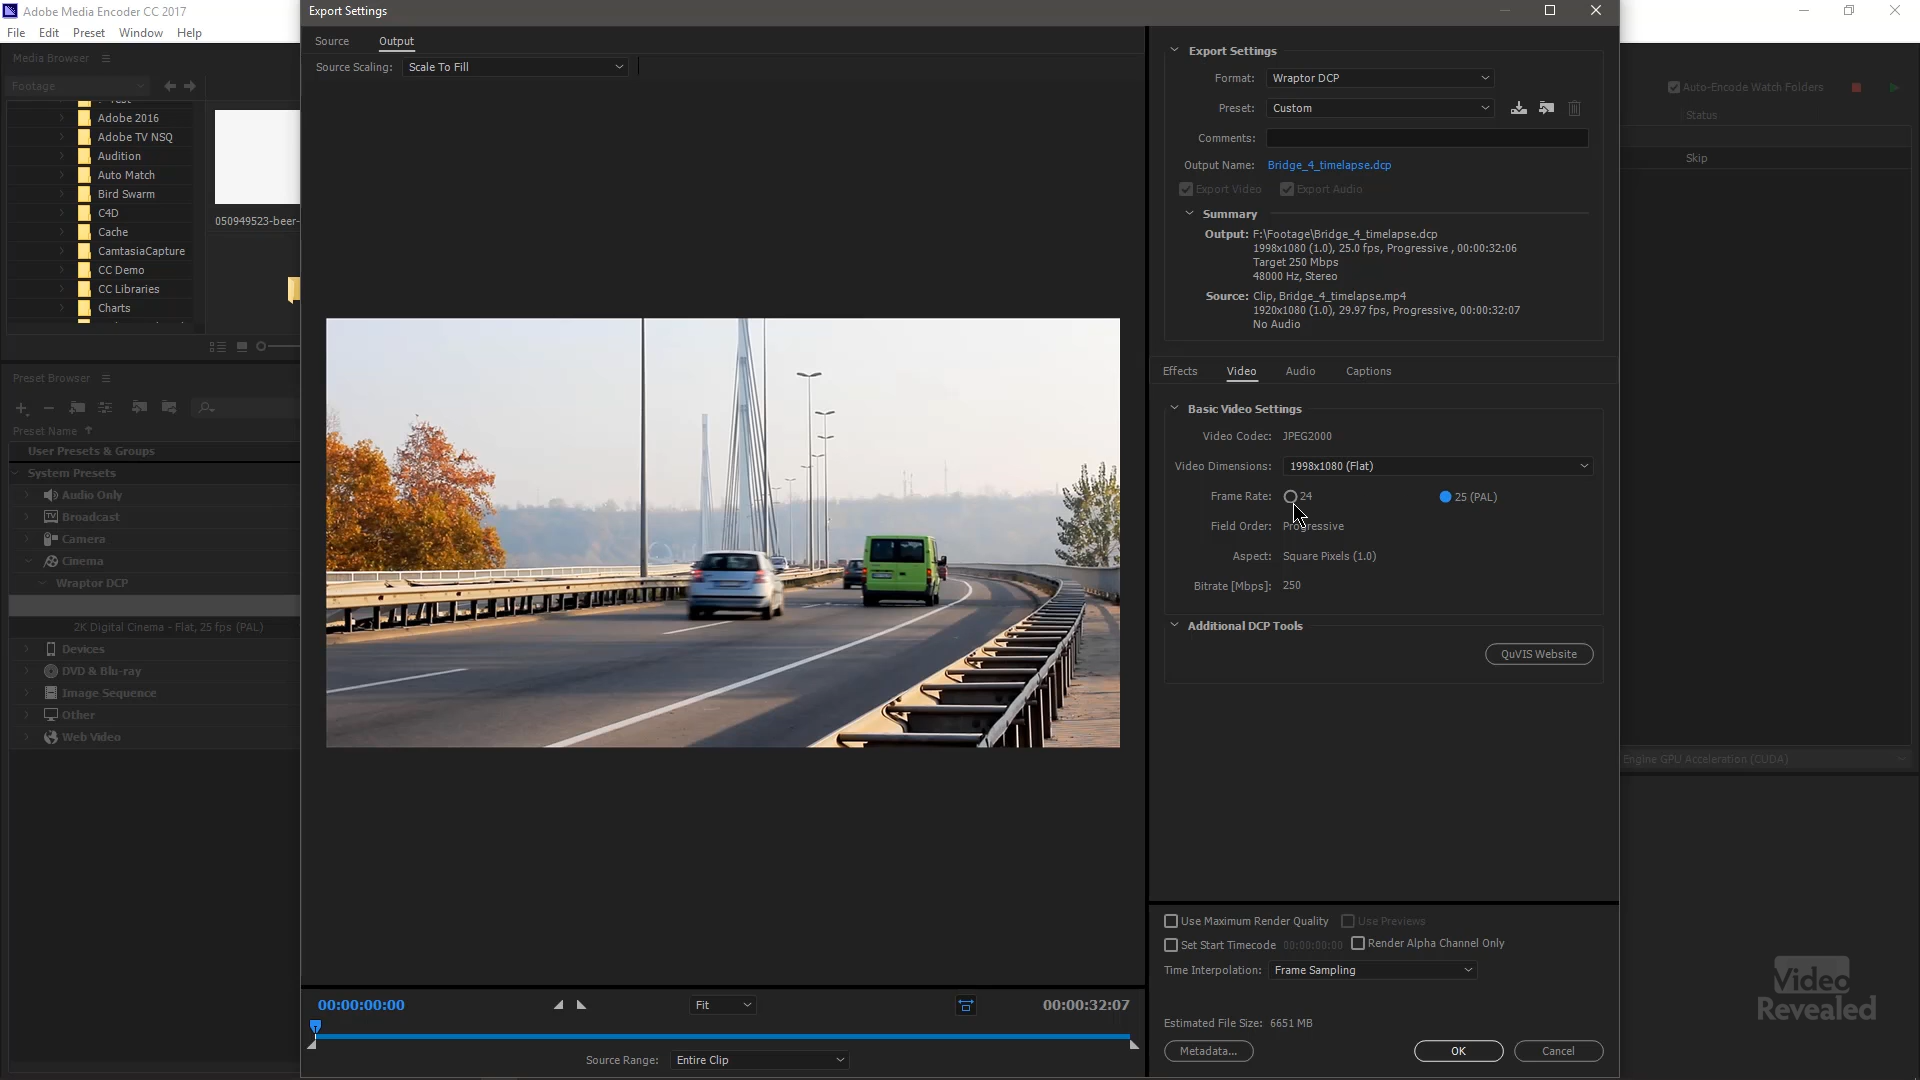 Adobe Media Encoder CC 2017
File Edit Preset Window Help
Media Browser
Footage
Adobe 2016
Adobe TV NSQ
Audition
Auto Match
Bird Swarm
C4D
Cache
CamtasiaCapture
CC Demo
CC Libraries
Charts
050949523-beer-
Preset Browser
Preset Name
User Presets & Groups
System Presets
Audio Only
Broadcast
Camera
Cinema
Wraptor DCP
2K Digital Cinema - Flat, 25 fps (PAL)
Devices
DVD & Blu-ray
Image Sequence
Other
Web Video
Export Settings
Source Output
Source Scaling: Scale To Fill
00:00:00:00 Fit 00:00:32:07
Source Range: Entire Clip
Export Settings
Format: Wraptor DCP
Preset: Custom
Comments:
Output Name: Bridge_4_timelapse.dcp
Export Video Export Audio
Summary
Output: F:\Footage\Bridge_4_timelapse.dcp
1998x1080 (1.0), 25.0 fps, Progressive , 00:00:32:06
Target 250 Mbps
48000 Hz, Stereo
Source: Clip, Bridge_4_timelapse.mp4
1920x1080 (1.0), 29.97 fps, Progressive, 00:00:32:07
No Audio
Effects Video Audio Captions
Basic Video Settings
Video Codec: JPEG2000
Video Dimensions: 1998x1080 (Flat)
Frame Rate: 24 25 (PAL)
Field Order: Progressive
Aspect: Square Pixels (1.0)
Bitrate [Mbps]: 250
Additional DCP Tools
QuVIS Website
Use Maximum Render Quality Use Previews
Set Start Timecode 00:00:00:00 Render Alpha Channel Only
Time Interpolation: Frame Sampling
Estimated File Size: 6651 MB
Metadata... OK Cancel
Auto-Encode Watch Folders
Status
Skip
Engine GPU Acceleration (CUDA)
Video
Revealed